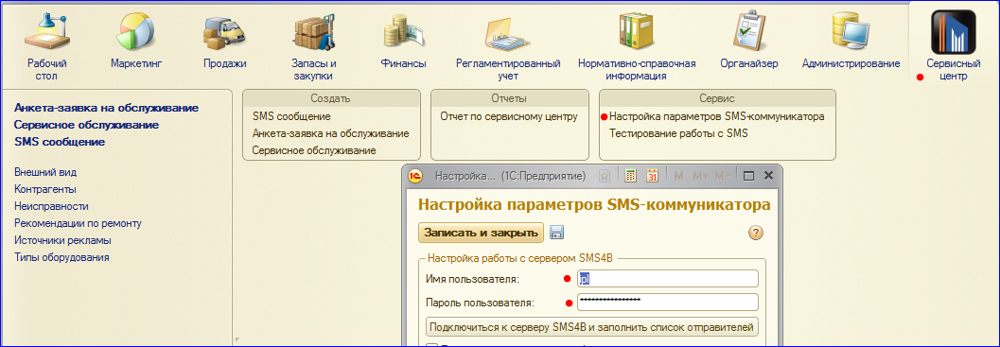 Рабочий
стол
Маркетинг
Продажи
Запасы и
закупки
Финансы
Регламентированный
учет
Нормативно-справочная
информация
Органайзер
Администрирование
Сервисный
центр
Анкета-заявка на обслуживание
Сервисное обслуживание
SMS сообщение
Внешний вид
Контрагенты
Неисправности
Рекомендации по ремонту
Источники рекламы
Типы оборудования
Создать
SMS сообщение
Анкета-заявка на обслуживание
Сервисное обслуживание
Отчеты
Отчет по сервисному центру
Сервис
Настройка параметров SMS-коммуникатора
Тестирование работы с SMS
Настройка... (1С:Предприятие)
31 M M+ M-
Настройка параметров SMS-коммуникатора
Записать и закрыть ?
Настройка работы с сервером SMS4B
Имя пользователя: jpl
Пароль пользователя: ****************
Подключиться к серверу SMS4B и заполнить список отправителей